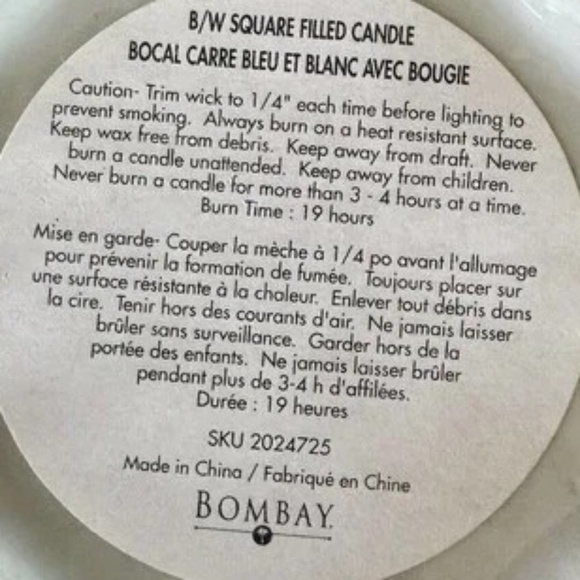 B/W SQUARE FILLED CANDLE
BOCAL CARRE BLEU ET BLANC AVEC BOUGIE
Caution- Trim wick to 1/4" each time before lighting to
prevent smoking. Always burn on a heat resistant surface.
Keep wax free from debris. Keep away from draft. Never
burn a candle unattended. Keep away from children.
Never burn a candle for more than 3 - 4 hours at a time.
Burn Time : 19 hours
Mise en garde- Couper la mèche à 1/4 po avant l'allumage
pour prévenir la formation de fumée. Toujours placer sur
une surface résistante à la chaleur. Enlever tout débris dans
la cire. Tenir hors des courants d'air. Ne jamais laisser
brûler sans surveillance. Garder hors de la
portée des enfants. Ne jamais laisser brûler
pendant plus de 3-4 h d'affilées.
Durée : 19 heures
SKU 2024725
Made in China / Fabriqué en Chine
BOMBAY